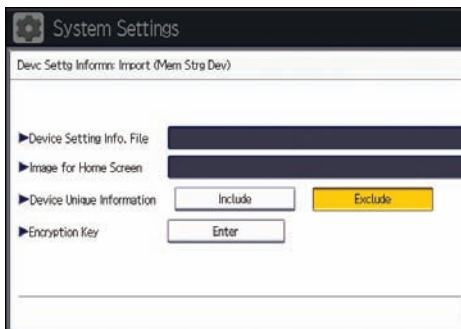 System Settings
Devc Settg Informn: Import (Mem Strg Dev)
►Device Setting Info. File
►Image for Home Screen
►Device Unique Information Include Exclude
►Encryption Key Enter